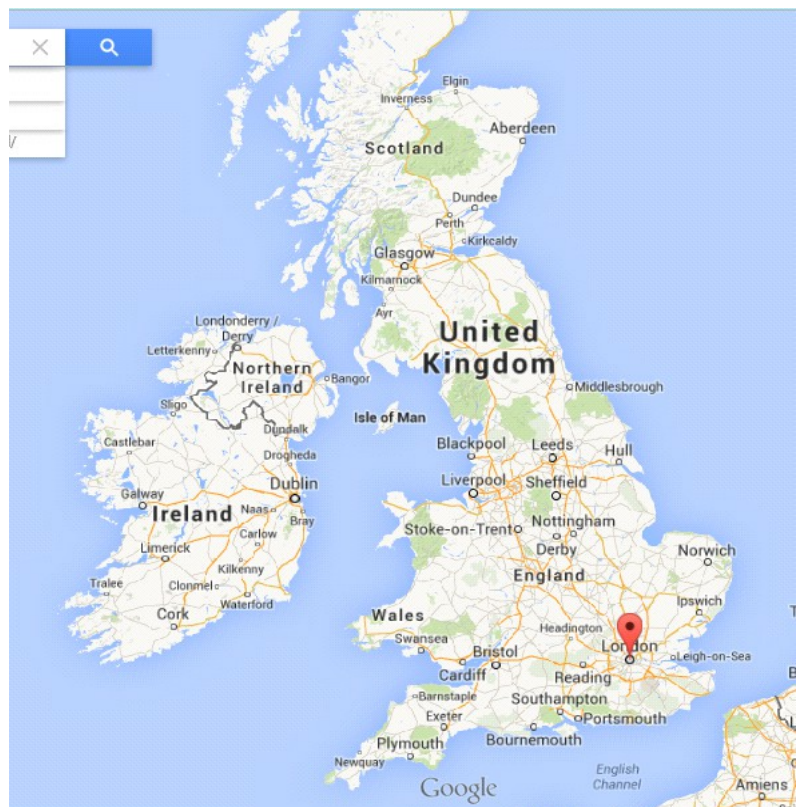 Elgin
Inverness
Aberdeen
Scotland
Dundee
Perth
Kirkcaldy
Glasgow
Kilmarnock
Ayr
Londonderry /
Derry
United
Kingdom
Letterkenny
Northern
Ireland
Bangor
Middlesbrough
Sligo
Isle of Man
Dundalk
Castlebar
Blackpool
Leeds
Hull
Drogheda
Liverpool
Sheffield
Dublin
Galway
Naas
Ireland
Bray
Stoke-on-Trent
Nottingham
Carlow
Derby
Limerick
Norwich
Kilkenny
England
Tralee
Clonmel
Waterford
Ipswich
Cork
Wales
Headington
Swansea
London
Bristol
Leigh-on-Sea
Cardiff
Reading
Barnstaple
Southampton
Exeter
Portsmouth
Plymouth
Bournemouth
Newquay
English
Channel
Google
Amiens